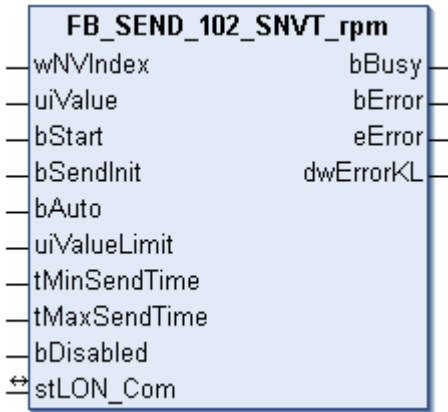 FB_SEND_102_SNVT_rpm
wNVIndex bBusy
uiValue bError
bStart eError
bSendInit dwErrorKL
bAuto
uiValueLimit
tMinSendTime
tMaxSendTime
bDisabled
stLON_Com